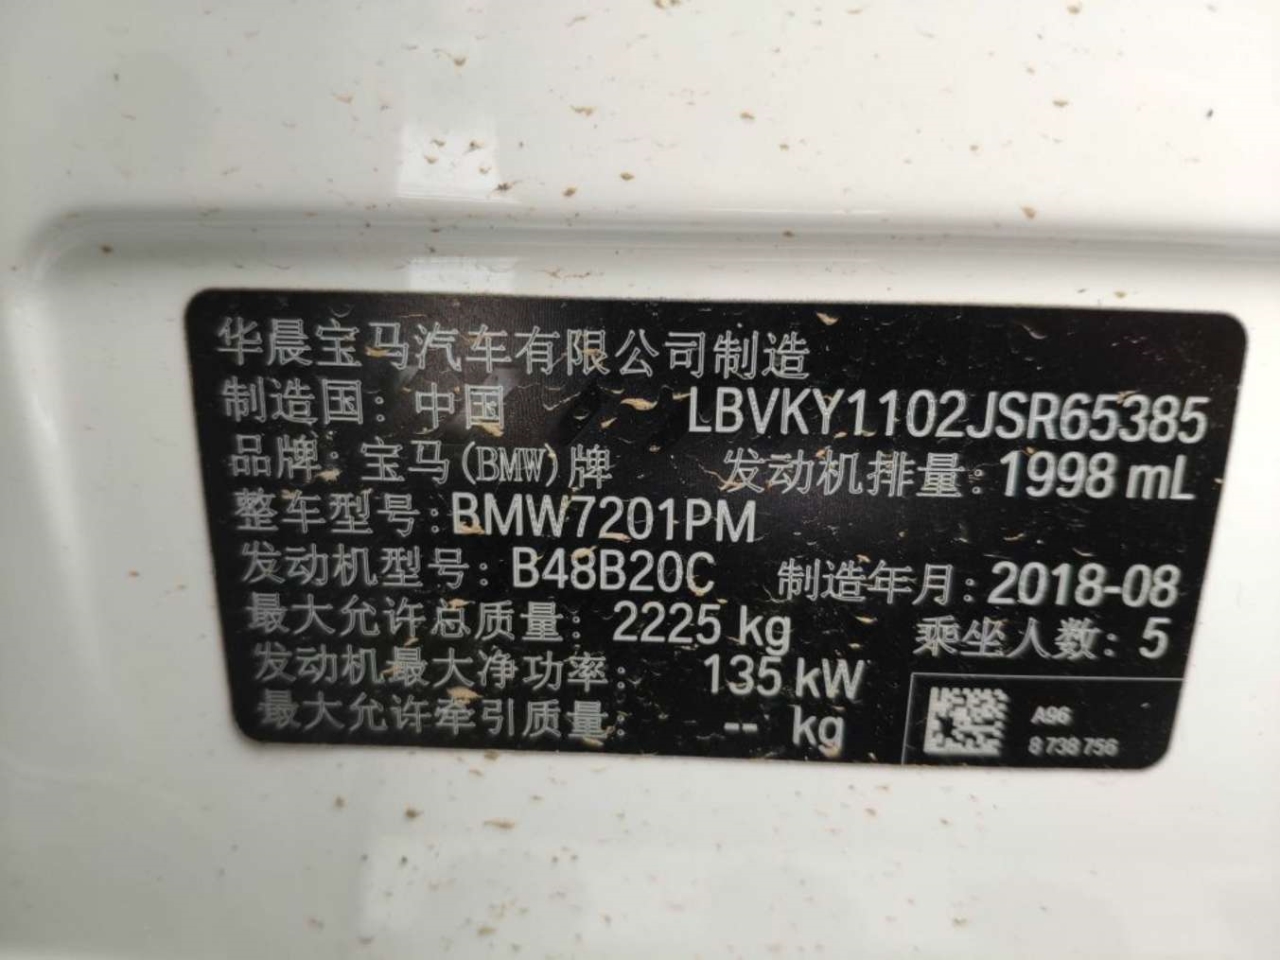 华晨宝马汽车有限公司制造
制造国：中国 LBVKY1102JSR65385
品牌：宝马(BMW)牌 发动机排量：1998 mL
整车型号：BMW7201PM
发动机型号：B48B20C 制造年月：2018-08
最大允许总质量：2225 kg 乘坐人数：5
发动机最大净功率：135 kW
最大允许牵引质量：-- kg
A96
8 738 756